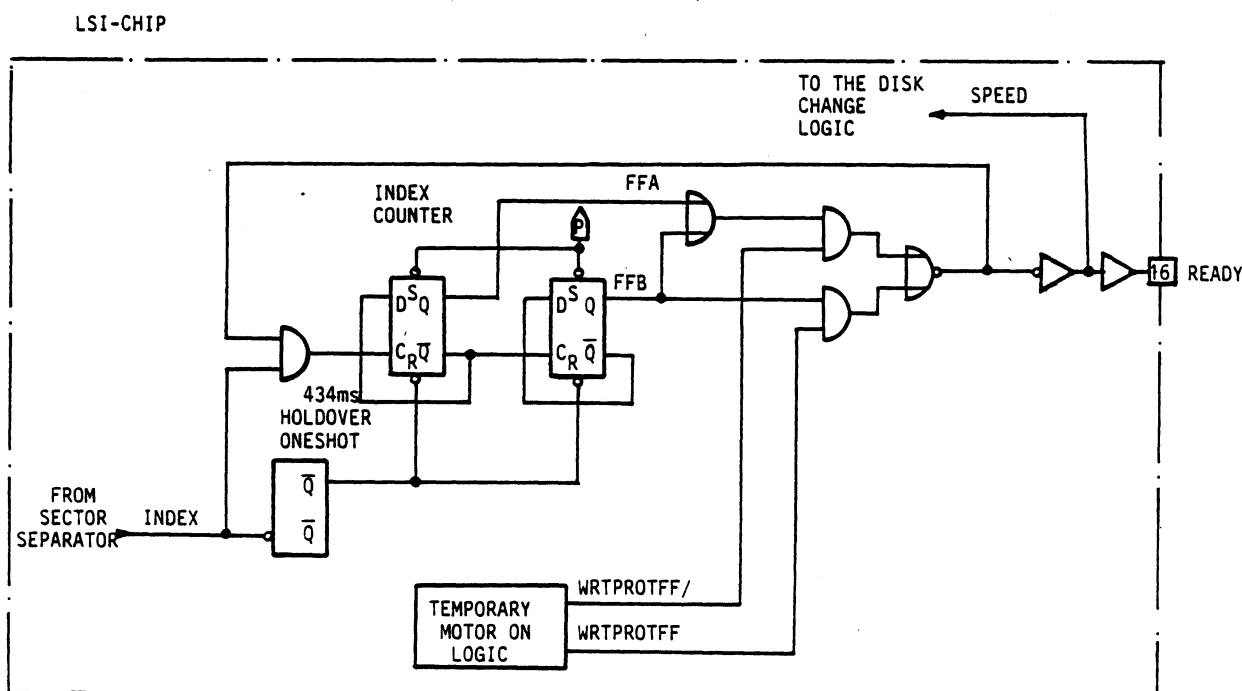 LSI-CHIP
TO THE DISK
CHANGE
LOGIC
SPEED
INDEX
COUNTER
FFA
P
D S Q
C R Q̅
FFB
D S Q
C R Q̅
16
READY
434ms
HOLDOVER
ONESHOT
Q̅
Q̅
FROM
SECTOR
SEPARATOR
INDEX
TEMPORARY
MOTOR ON
LOGIC
WRTPROTFF/
WRTPROTFF